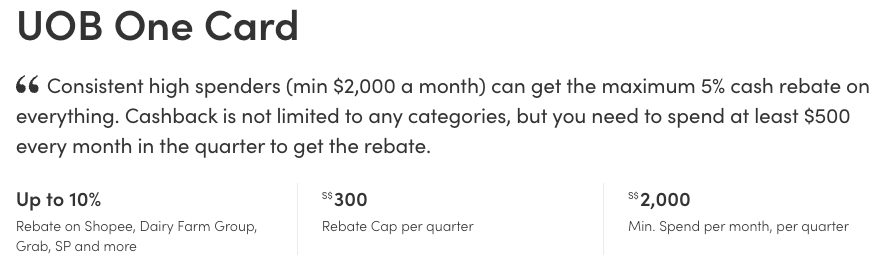 UOB One Card
“ Consistent high spenders (min $2,000 a month) can get the maximum 5% cash rebate on
everything. Cashback is not limited to any categories, but you need to spend at least $500
every month in the quarter to get the rebate.
Up to 10%
Rebate on Shopee, Dairy Farm Group,
Grab, SP and more
S$300
Rebate Cap per quarter
S$2,000
Min. Spend per month, per quarter